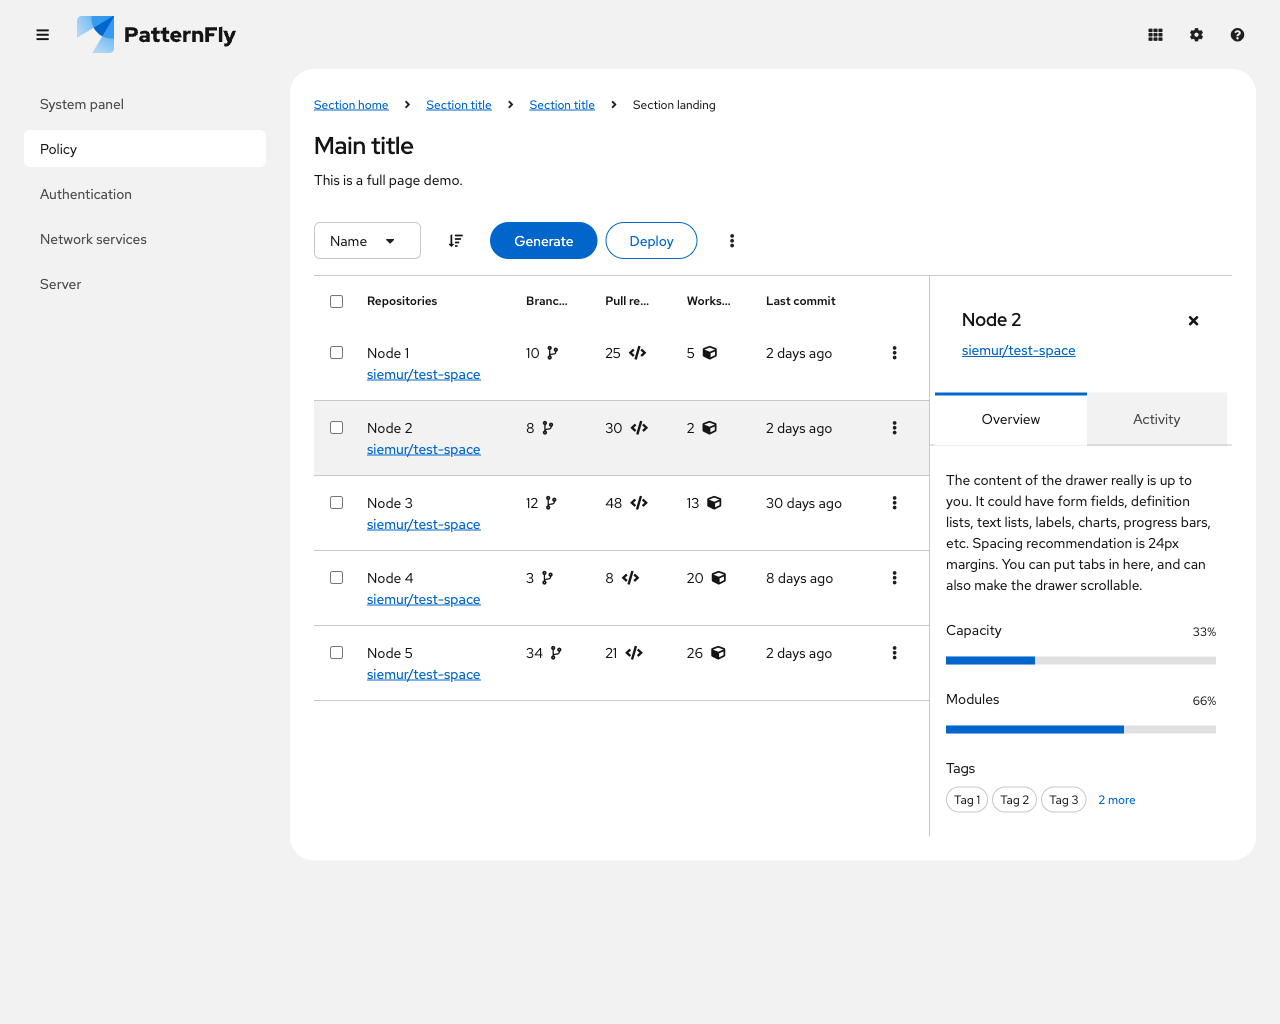 PatternFly
System panel
Policy
Authentication
Network services
Server
Section home > Section title > Section title > Section landing
Main title
This is a full page demo.
Name
Generate
Deploy
Repositories Branc... Pull re... Works... Last commit
Node 1 10 25 5 2 days ago
siemur/test-space
Node 2 8 30 2 2 days ago
siemur/test-space
Node 3 12 48 13 30 days ago
siemur/test-space
Node 4 3 8 20 8 days ago
siemur/test-space
Node 5 34 21 26 2 days ago
siemur/test-space
Node 2
siemur/test-space
Overview Activity
The content of the drawer really is up to
you. It could have form fields, definition
lists, text lists, labels, charts, progress bars,
etc. Spacing recommendation is 24px
margins. You can put tabs in here, and can
also make the drawer scrollable.
Capacity 33%
Modules 66%
Tags
Tag 1 Tag 2 Tag 3 2 more